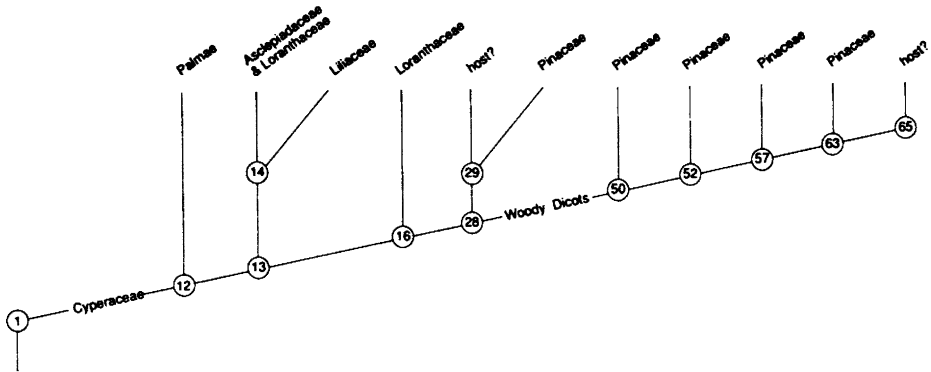 Palmae
Asclepiadaceae
& Loranthaceae
Liliaceae
Loranthaceae
host?
Pinaceae
Pinaceae
Pinaceae
Pinaceae
Pinaceae
host?
1
Cyperaceae
12
13
14
16
28
29
Woody Dicots
50
52
57
63
65